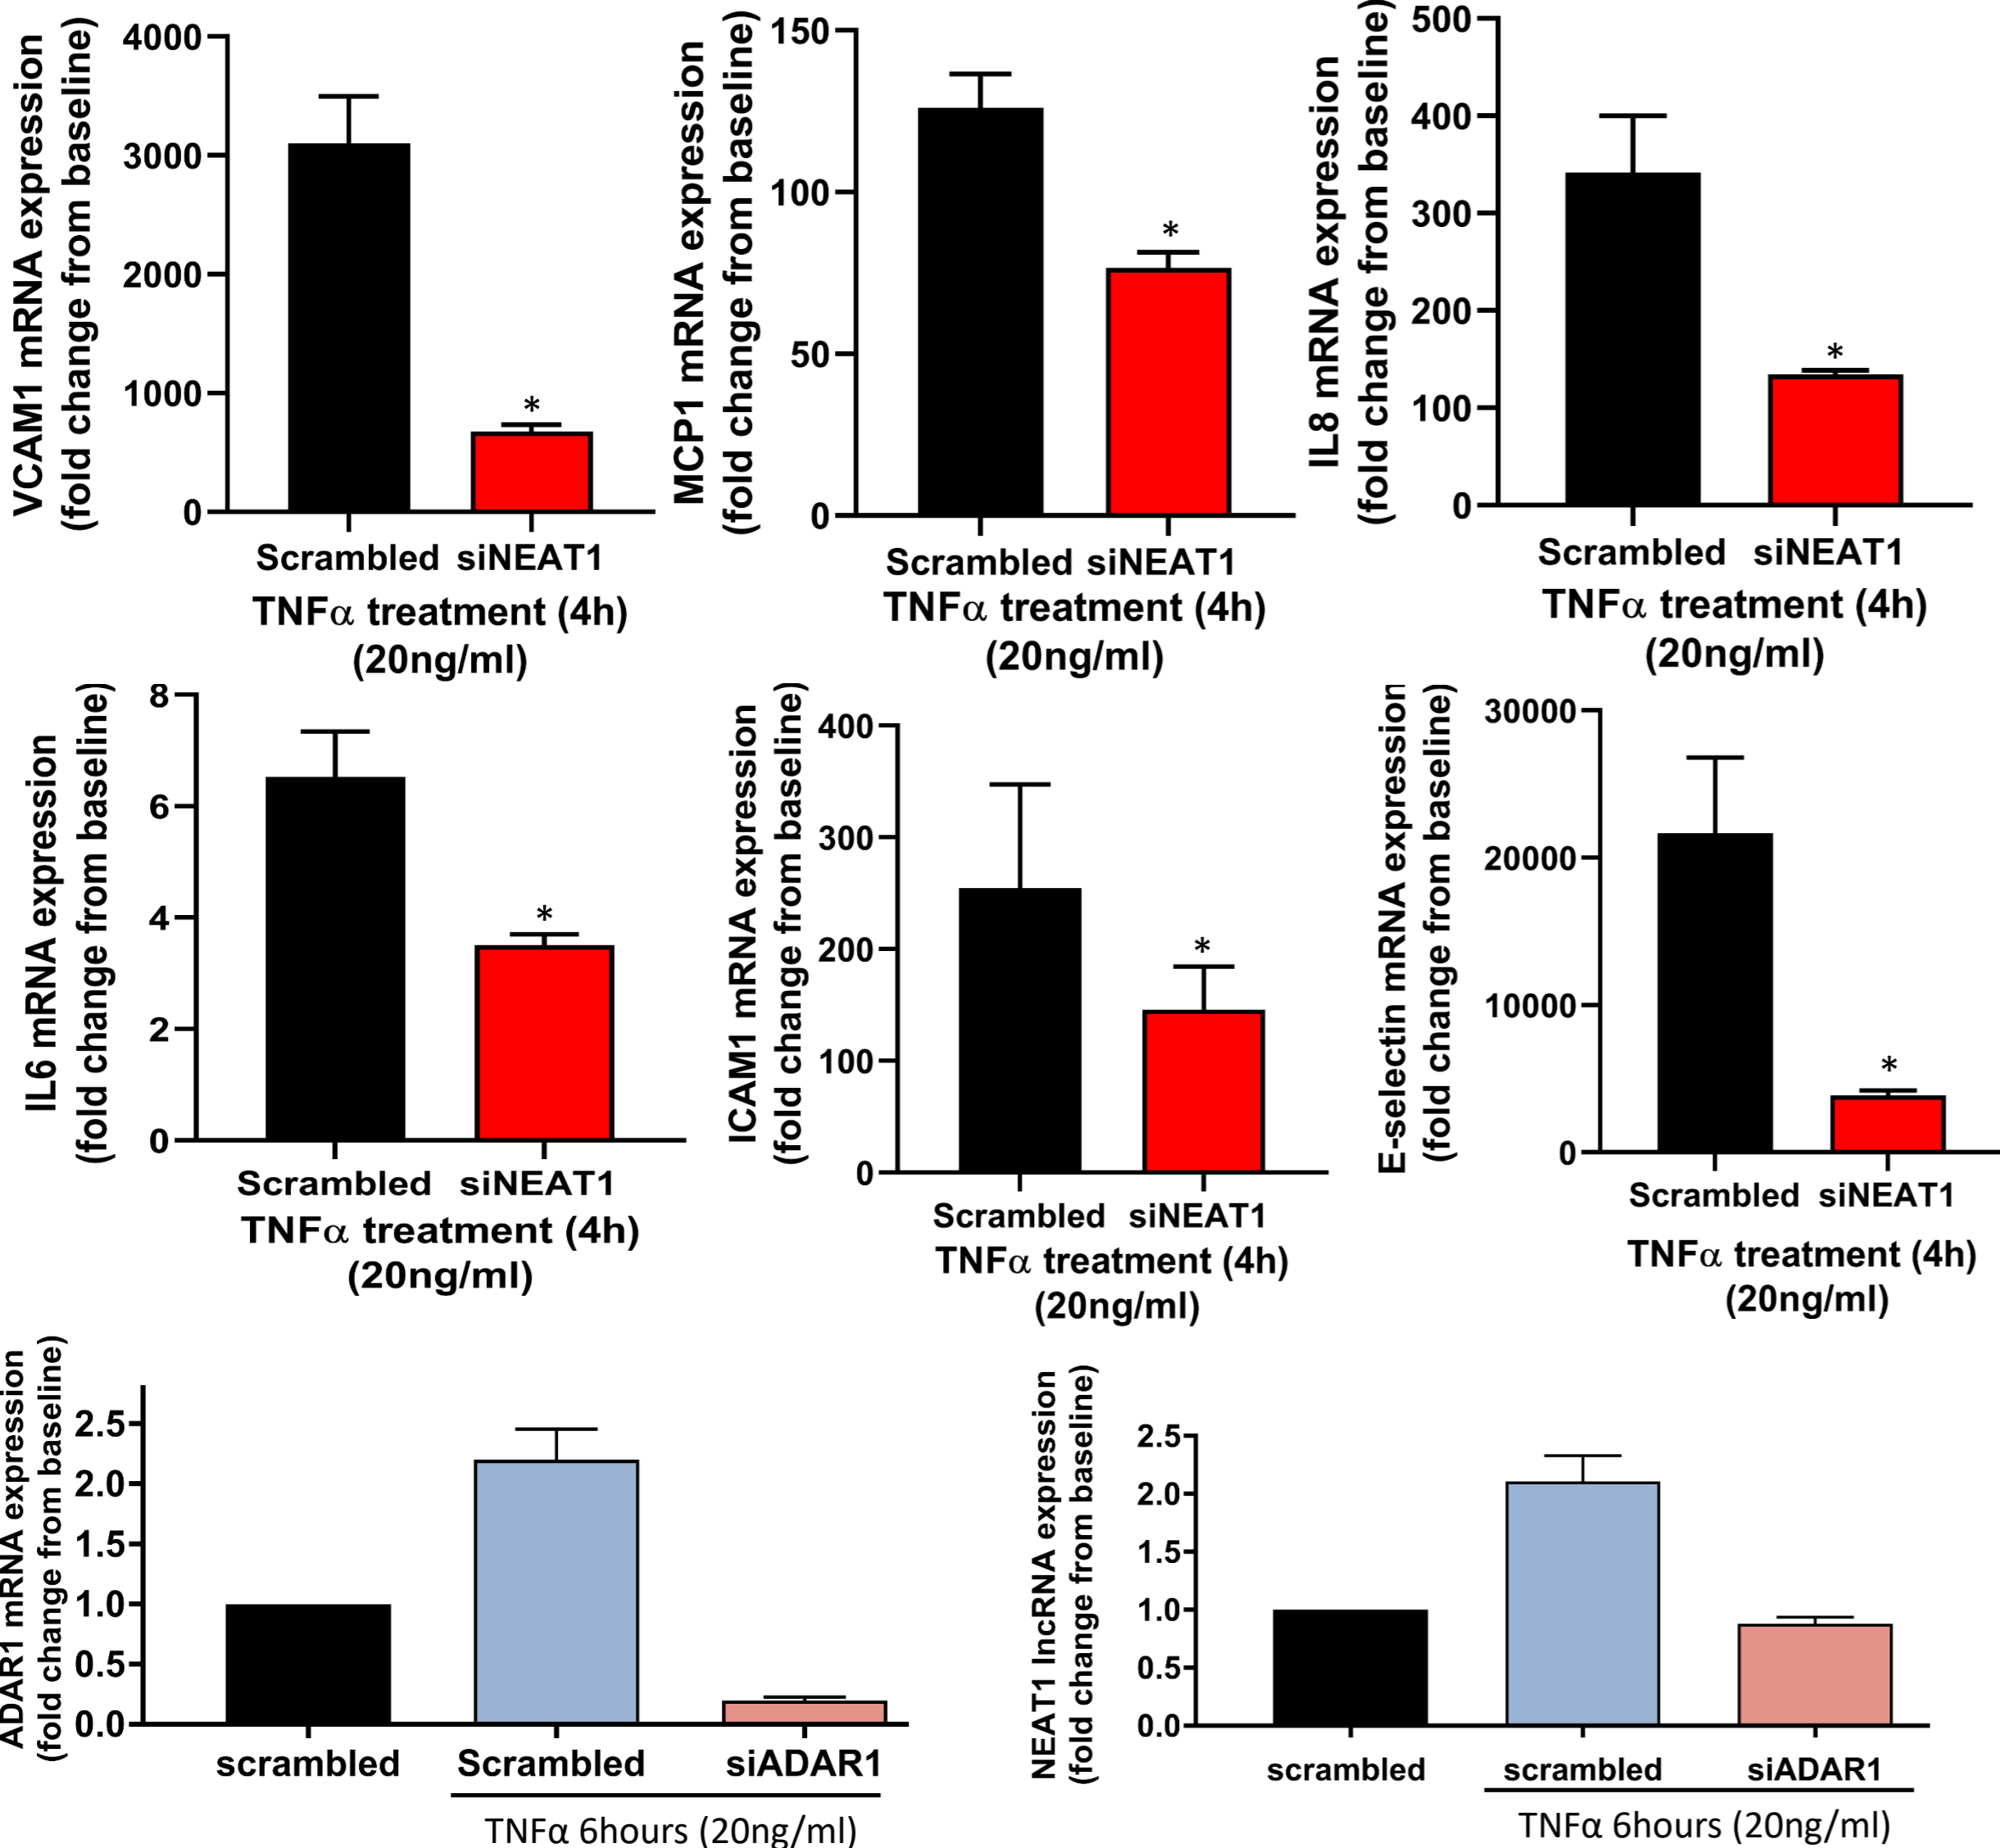 VCAM1 mRNA expression
(fold change from baseline)
4000
3000
2000
1000
0
*
Scrambled siNEAT1
TNFα treatment (4h)
(20ng/ml)
MCP1 mRNA expression
(fold change from baseline)
150
100
50
0
*
Scrambled siNEAT1
TNFα treatment (4h)
(20ng/ml)
IL8 mRNA expression
(fold change from baseline)
500
400
300
200
100
0
*
Scrambled siNEAT1
TNFα treatment (4h)
(20ng/ml)
IL6 mRNA expression
(fold change from baseline)
8
6
4
2
0
*
Scrambled siNEAT1
TNFα treatment (4h)
(20ng/ml)
ICAM1 mRNA expression
(fold change from baseline)
400
300
200
100
0
*
Scrambled siNEAT1
TNFα treatment (4h)
(20ng/ml)
E-selectin mRNA expression
(fold change from baseline)
30000
20000
10000
0
*
Scrambled siNEAT1
TNFα treatment (4h)
(20ng/ml)
ADAR1 mRNA expression
(fold change from baseline)
2.5
2.0
1.5
1.0
0.5
0.0
scrambled Scrambled siADAR1
TNFα 6hours (20ng/ml)
NEAT1 lncRNA expression
(fold change from baseline)
2.5
2.0
1.5
1.0
0.5
0.0
scrambled scrambled siADAR1
TNFα 6hours (20ng/ml)